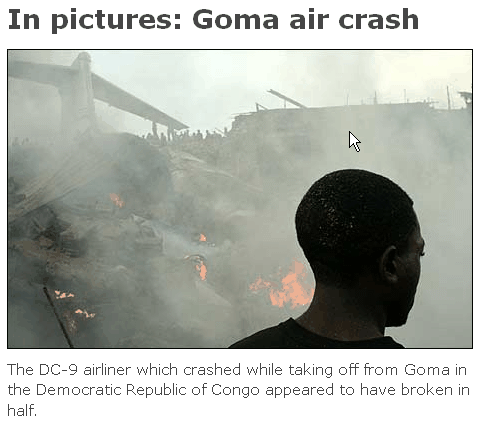 In pictures: Goma air crash
The DC-9 airliner which crashed while taking off from Goma in
the Democratic Republic of Congo appeared to have broken in
half.